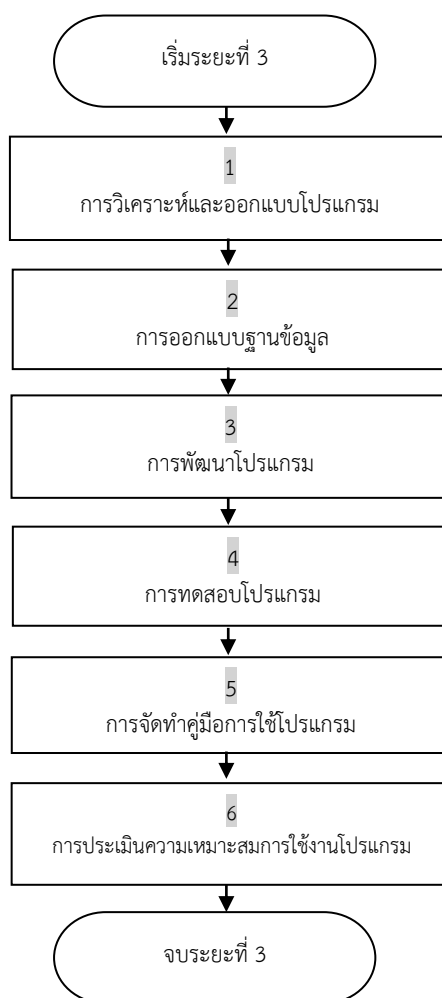 เริ่มระยะที่ 3
1
การวิเคราะห์และออกแบบโปรแกรม
2
การออกแบบฐานข้อมูล
3
การพัฒนาโปรแกรม
4
การทดสอบโปรแกรม
5
การจัดทำคู่มือการใช้โปรแกรม
6
การประเมินความเหมาะสมการใช้งานโปรแกรม
จบระยะที่ 3